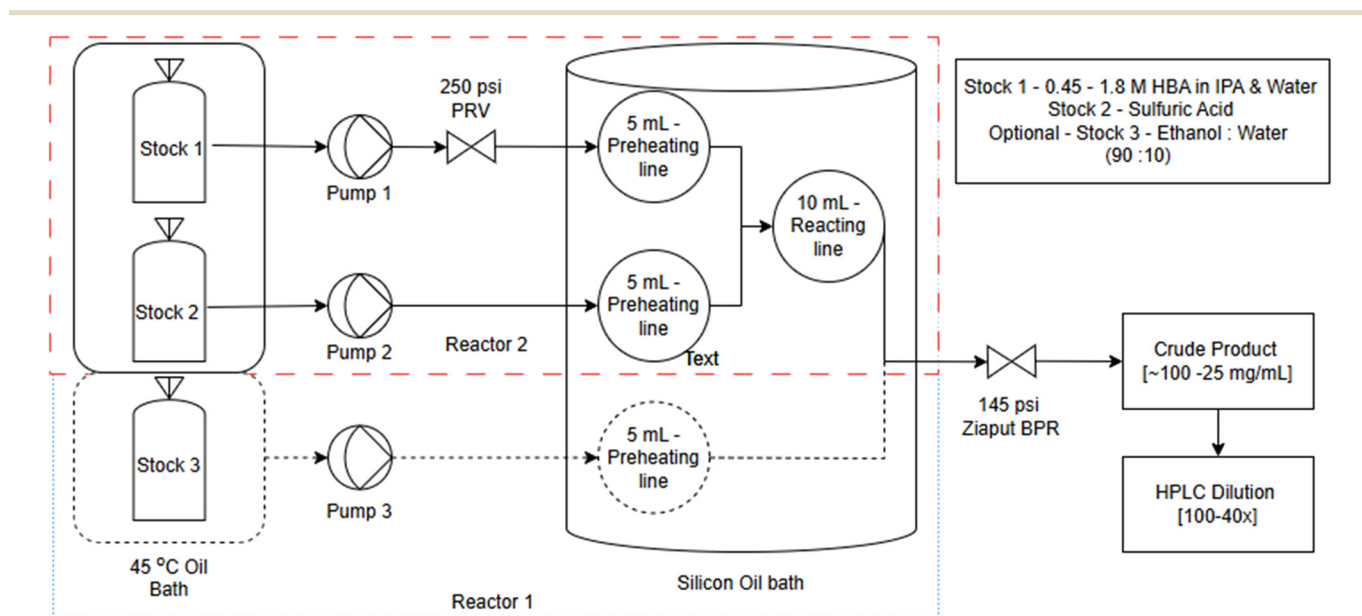 Stock 1
Pump 1
250 psi
PRV
5 mL -
Preheating
line
10 mL -
Reacting
line
Stock 1 - 0.45 - 1.8 M HBA in IPA & Water
Stock 2 - Sulfuric Acid
Optional - Stock 3 - Ethanol : Water
(90 :10)
Stock 2
Pump 2
Reactor 2
5 mL -
Preheating
line
Text
145 psi
Ziaput BPR
Crude Product
[~100 -25 mg/mL]
HPLC Dilution
[100-40x]
Stock 3
Pump 3
5 mL -
Preheating
line
45 °C Oil
Bath
Reactor 1
Silicon Oil bath